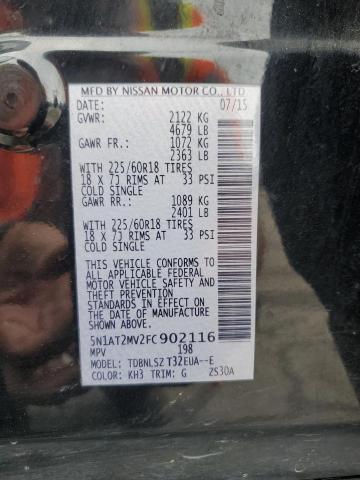 MFD BY NISSAN MOTOR CO., LTD
DATE: 07/15
GVWR: 2122 KG
4679 LB
GAWR FR.: 1072 KG
2363 LB
WITH 225/60R18 TIRES
18 X 7J RIMS AT 33 PSI
COLD SINGLE
GAWR RR.: 1089 KG
2401 LB
WITH 225/60R18 TIRES
18 X 7J RIMS AT 33 PSI
COLD SINGLE
THIS VEHICLE CONFORMS TO
ALL APPLICABLE FEDERAL
MOTOR VEHICLE SAFETY AND
THEFT PREVENTION
STANDARDS IN EFFECT ON
THE DATE OF MANUFACTURE
SHOWN ABOVE.
5N1AT2MV2FC902116
MPV 198
MODEL: TDBNLSZ T32EUA--E
COLOR: KH3 TRIM: G 2S30A